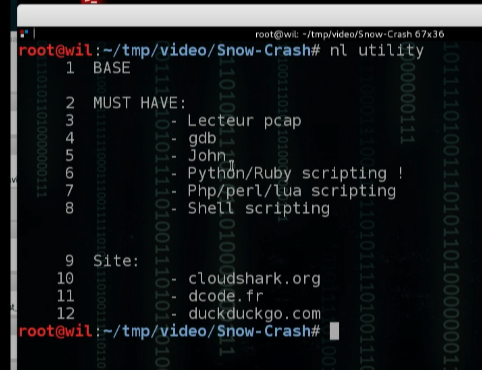 root@wil: ~/tmp/video/Snow-Crash 67x36
root@wil:~/tmp/video/Snow-Crash# nl utility
1 BASE
2 MUST HAVE:
3 - Lecteur pcap
4 - gdb
5 - John
6 - Python/Ruby scripting !
7 - Php/perl/lua scripting
8 - Shell scripting
9 Site:
10 - cloudshark.org
11 - dcode.fr
12 - duckduckgo.com
root@wil:~/tmp/video/Snow-Crash#